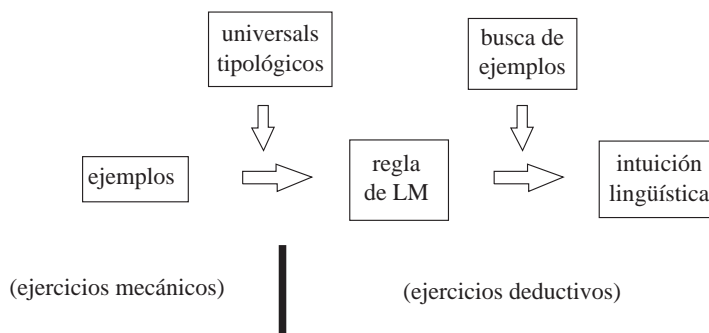 universals
tipológicos
busca de
ejemplos
ejemplos
regla
de LM
intuición
lingüística
(ejercicios mecánicos)
(ejercicios deductivos)